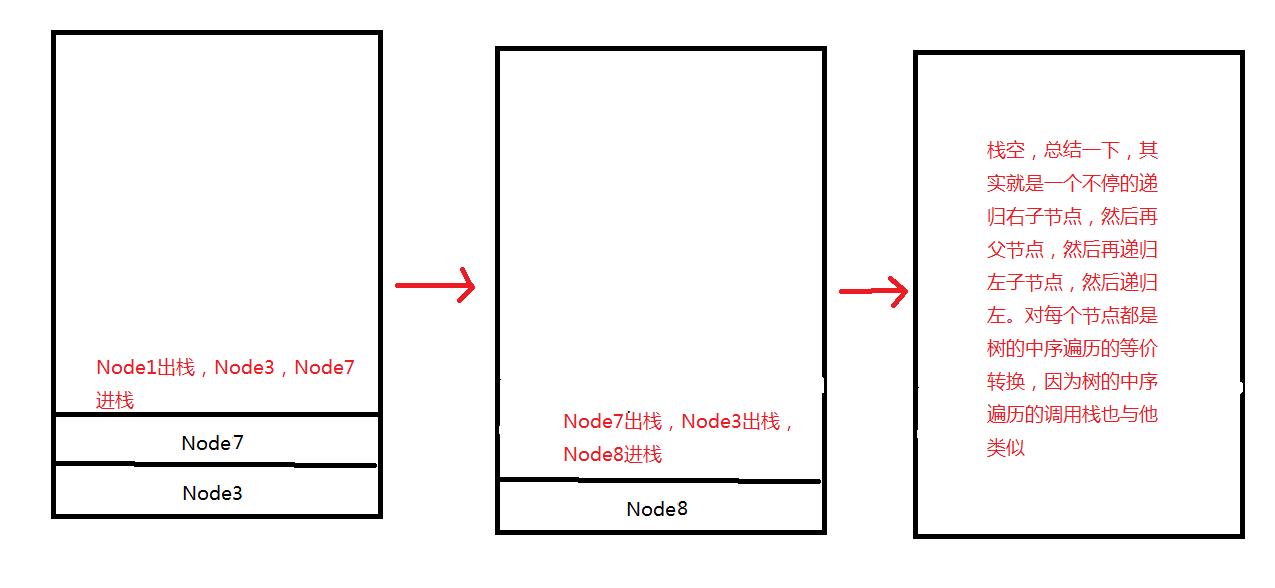 Node1出栈，Node3，Node7
进栈
Node7
Node3
Node7出栈，Node3出栈，
Node8进栈
Node8
栈空，总结一下，其
实就是一个不停的递
归右子节点，然后再
父节点，然后再递归
左子节点，然后递归
左。对每个节点都是
树的中序遍历的等价
转换，因为树的中序
遍历的调用栈也与他
类似